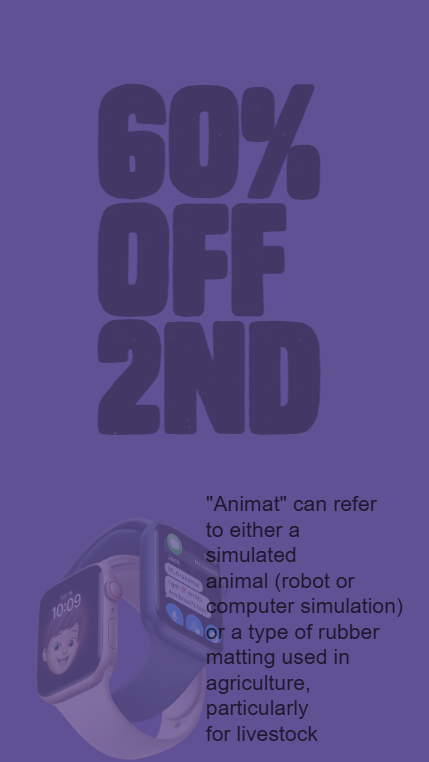 60%
OFF
2ND
"Animat" can refer
to either a
simulated
animal (robot or
computer simulation)
or a type of rubber
matting used in
agriculture,
particularly
for livestock
10:09